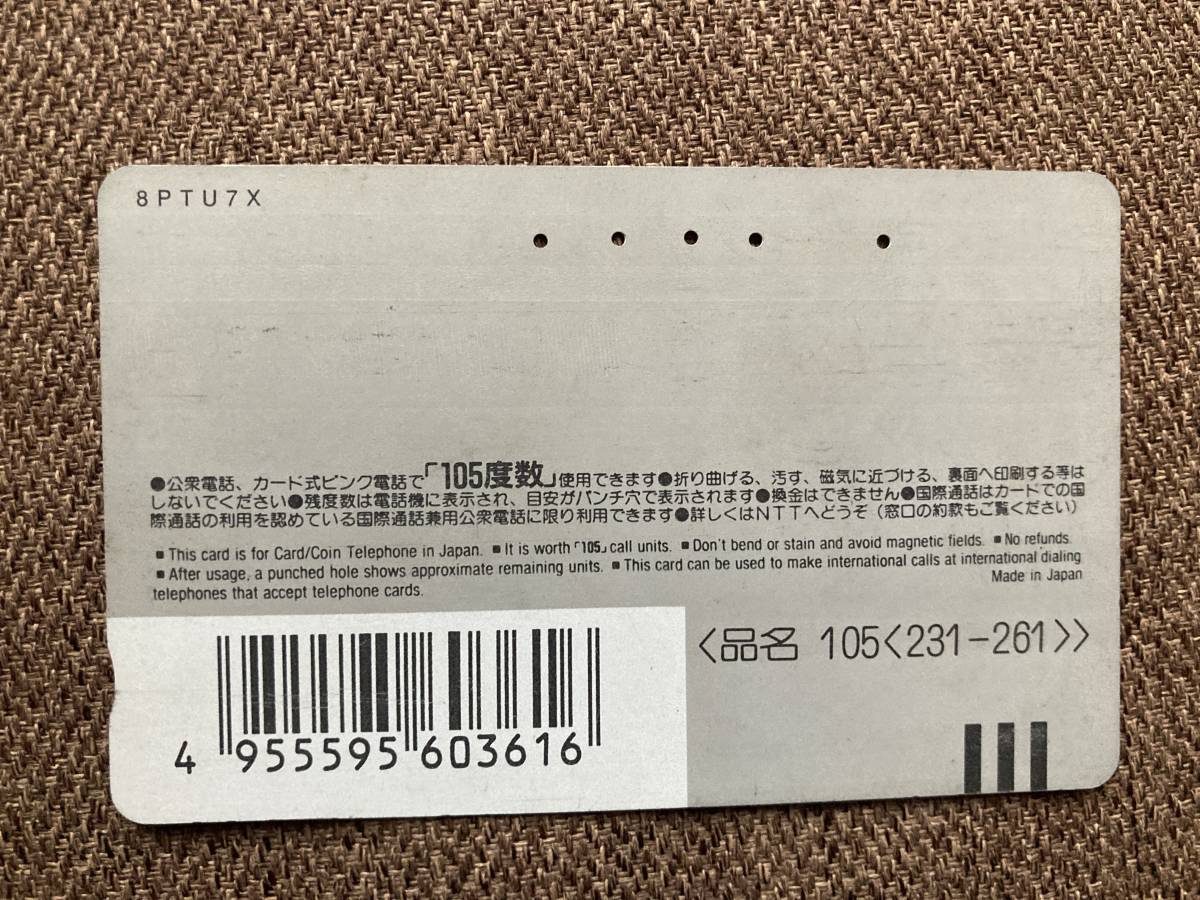 8PTU7X
●公衆電話、カード式ピンク電話で「105度数」使用できます●折り曲げる、汚す、磁気に近づける、裏面へ印刷する等は
しないでください●残度数は電話機に表示され、目安がパンチ穴で表示されます●換金はできません●国際通話はカードでの国
際通話の利用を認めている国際通話兼用公衆電話に限り利用できます●詳しくはNTTへどうぞ(窓口の約款もご覧ください)
■ This card is for Card/Coin Telephone in Japan. ■ It is worth「105」call units. ■ Don't bend or stain and avoid magnetic fields. ■ No refunds.
■ After usage, a punched hole shows approximate remaining units. ■ This card can be used to make international calls at international dialing
telephones that accept telephone cards.
Made in Japan
〈品名 105〈231-261〉〉
4 955595 603616